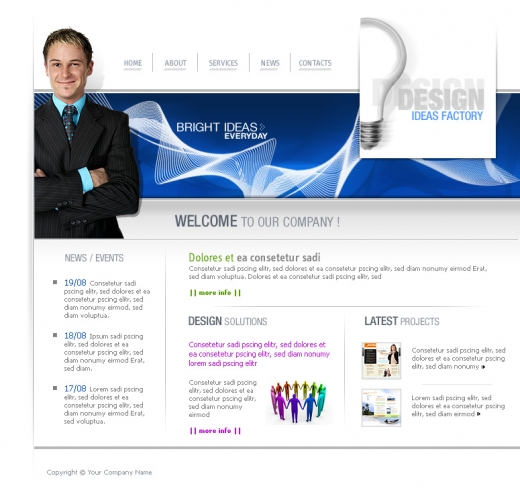 HOME
ABOUT
SERVICES
NEWS
CONTACTS
DESIGN
DESIGN
IDEAS FACTORY
BRIGHT IDEAS
EVERYDAY
WELCOME TO OUR COMPANY !
NEWS / EVENTS
19/08 Consetetur sadi
pscing elitr, sed dolores et ea
consetetur pscing elitr, sed
diam nonumy eirmod sed,
diam voluptua.
18/08 Ipsum sadi pscing
elitr, sed dolores et ea
consetetur pscing elitr, sed
diam nonumy eirmod Erat,
sed diam.
17/08 Lorem sadi pscing
elitr, sed dolores et ea
consetetur pscing elitr, sed
diam nonumy eirmod Erat, sed
diam voluptua.
Dolores et ea consetetur sadi
Consetetur sadi pscing elitr, sed dolores et ea consetetur pscing elitr, sed diam nonumy eirmod Erat,
sed diam voluptua. Dolores et ea consetetur sed
|| more info ||
DESIGN SOLUTIONS
Consetetur sadi pscing elitr, sed dolores et
ea consetetur pscing elitr, sed diam nonumy
lorem sadi pscing elitr
Consetetur sadi
pscing elitr, sed
dolores et ea
consetetur pscing
elitr, sed diam
nonumy eirmod
|| more info ||
LATEST PROJECTS
Consetetur sadi pscing elitr, sed
dolores et ea consetetur pscing
elitr, sed diam nonumy
Lorem sadi pscing elitr, sed
dolores et ea consetetur pscing
elitr, sed diam nonumy
Copyright © Your Company Name